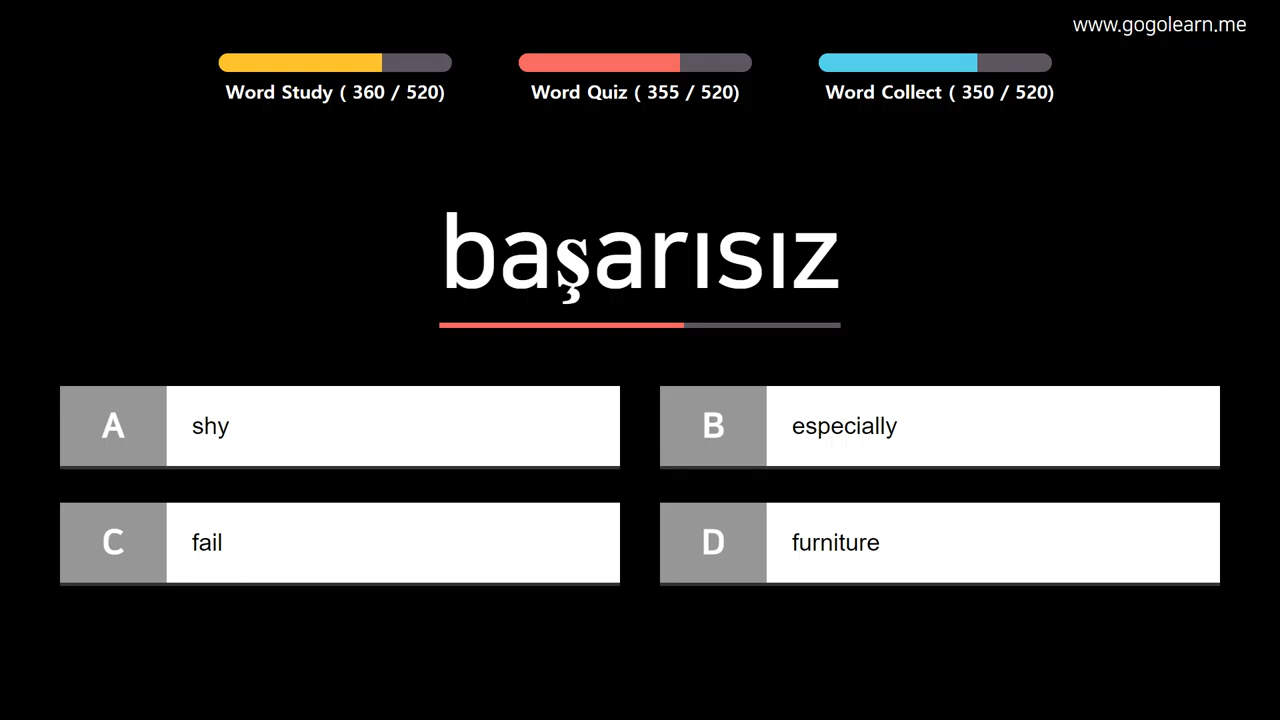 www.gogolearn.me
Word Study ( 360 / 520)
Word Quiz ( 355 / 520)
Word Collect ( 350 / 520)
başarısız
A shy
B especially
C fail
D furniture